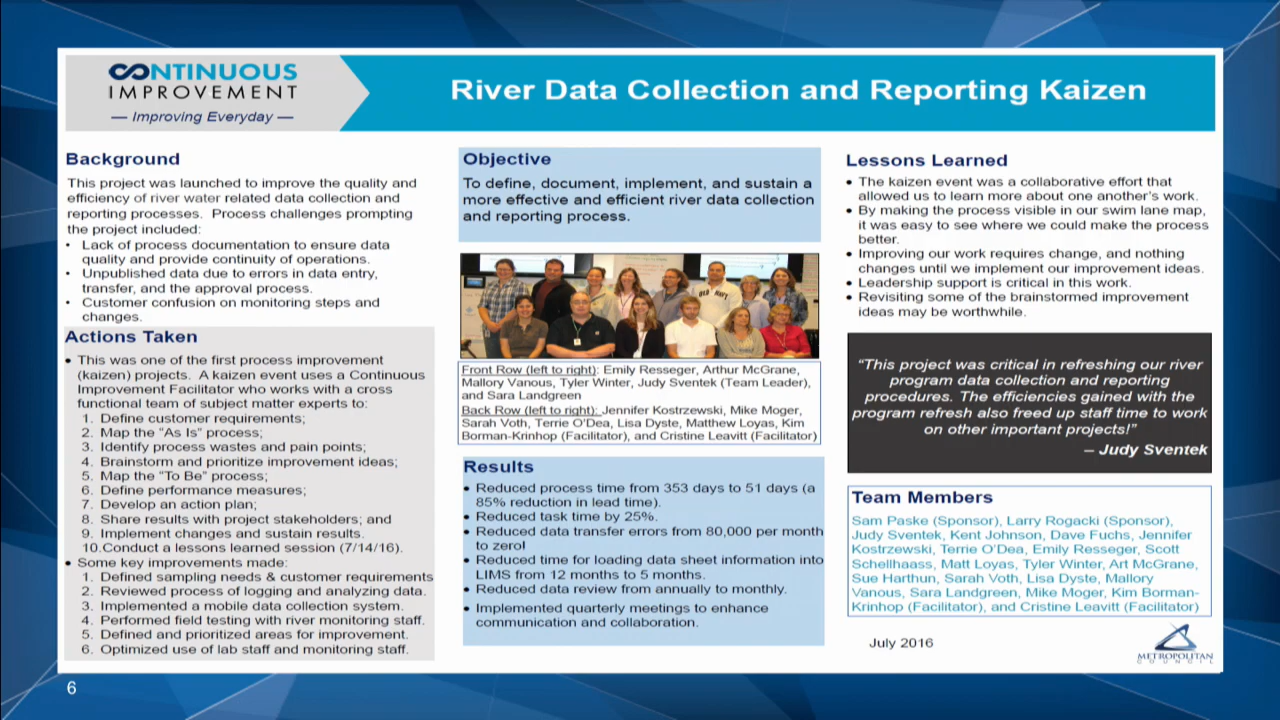 CONTINUOUS
IMPROVEMENT
— Improving Everyday —
River Data Collection and Reporting Kaizen
Background
This project was launched to improve the quality and
efficiency of river water related data collection and
reporting processes. Process challenges prompting
the project included:
• Lack of process documentation to ensure data
quality and provide continuity of operations.
• Unpublished data due to errors in data entry,
transfer, and the approval process.
• Customer confusion on monitoring steps and
changes.
Actions Taken
• This was one of the first process improvement
(kaizen) projects. A kaizen event uses a Continuous
Improvement Facilitator who works with a cross
functional team of subject matter experts to:
1. Define customer requirements;
2. Map the "As Is" process;
3. Identify process wastes and pain points;
4. Brainstorm and prioritize improvement ideas;
5. Map the "To Be" process;
6. Define performance measures;
7. Develop an action plan;
8. Share results with project stakeholders; and
9. Implement changes and sustain results.
10.Conduct a lessons learned session (7/14/16).
• Some key improvements made:
1. Defined sampling needs & customer requirements
2. Reviewed process of logging and analyzing data.
3. Implemented a mobile data collection system.
4. Performed field testing with river monitoring staff.
5. Defined and prioritized areas for improvement.
6. Optimized use of lab staff and monitoring staff.
Objective
To define, document, implement, and sustain a
more effective and efficient river data collection
and reporting process.
OLD NAVY
Front Row (left to right): Emily Resseger, Arthur McGrane,
Mallory Vanous, Tyler Winter, Judy Sventek (Team Leader),
and Sara Landgreen
Back Row (left to right): Jennifer Kostrzewski, Mike Moger,
Sarah Voth, Terrie O'Dea, Lisa Dyste, Matthew Loyas, Kim
Borman-Krinhop (Facilitator), and Cristine Leavitt (Facilitator)
Results
• Reduced process time from 353 days to 51 days (a
85% reduction in lead time).
• Reduced task time by 25%.
• Reduced data transfer errors from 80,000 per month
to zero!
• Reduced time for loading data sheet information into
LIMS from 12 months to 5 months.
• Reduced data review from annually to monthly.
• Implemented quarterly meetings to enhance
communication and collaboration.
Lessons Learned
• The kaizen event was a collaborative effort that
allowed us to learn more about one another's work.
• By making the process visible in our swim lane map,
it was easy to see where we could make the process
better.
• Improving our work requires change, and nothing
changes until we implement our improvement ideas.
• Leadership support is critical in this work.
• Revisiting some of the brainstormed improvement
ideas may be worthwhile.
"This project was critical in refreshing our river
program data collection and reporting
procedures. The efficiencies gained with the
program refresh also freed up staff time to work
on other important projects!"
– Judy Sventek
Team Members
Sam Paske (Sponsor), Larry Rogacki (Sponsor),
Judy Sventek, Kent Johnson, Dave Fuchs, Jennifer
Kostrzewski, Terrie O'Dea, Emily Resseger, Scott
Schellhaass, Matt Loyas, Tyler Winter, Art McGrane,
Sue Harthun, Sarah Voth, Lisa Dyste, Mallory
Vanous, Sara Landgreen, Mike Moger, Kim Borman-
Krinhop (Facilitator), and Cristine Leavitt (Facilitator)
July 2016
METROPOLITAN
COUNCIL
6